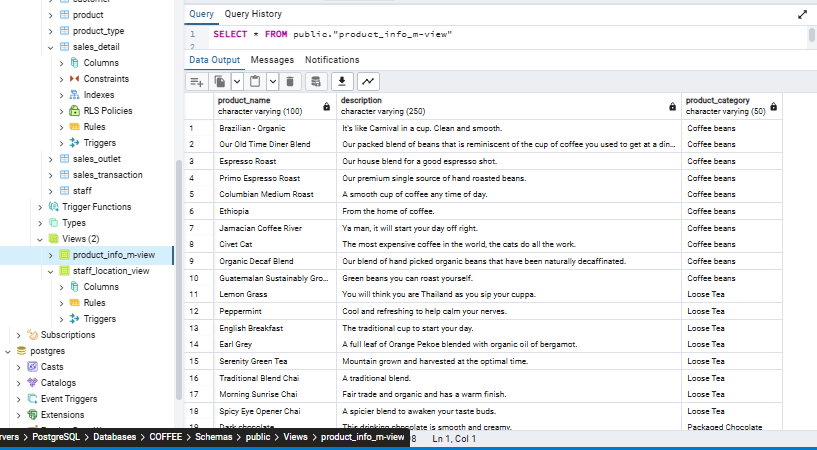 customer
product
product_type
sales_detail
Columns
Constraints
Indexes
RLS Policies
Rules
Triggers
sales_outlet
sales_transaction
staff
Trigger Functions
Types
Views (2)
product_info_m-view
staff_location_view
Columns
Rules
Triggers
Subscriptions
postgres
Casts
Catalogs
Event Triggers
Extensions
Query Query History
1 SELECT * FROM public."product_info_m-view"
2
Data Output Messages Notifications
product_name description product_category
character varying (100) character varying (250) character varying (50)
1 Brazilian - Organic It's like Carnival in a cup. Clean and smooth. Coffee beans
2 Our Old Time Diner Blend Our packed blend of beans that is reminiscent of the cup of coffee you used to get at a din... Coffee beans
3 Espresso Roast Our house blend for a good espresso shot. Coffee beans
4 Primo Espresso Roast Our premium single source of hand roasted beans. Coffee beans
5 Columbian Medium Roast A smooth cup of coffee any time of day. Coffee beans
6 Ethiopia From the home of coffee. Coffee beans
7 Jamacian Coffee River Ya man, it will start your day off right. Coffee beans
8 Civet Cat The most expensive coffee in the world, the cats do all the work. Coffee beans
9 Organic Decaf Blend Our blend of hand picked organic beans that have been naturally decaffinated. Coffee beans
10 Guatemalan Sustainably Gro... Green beans you can roast yourself. Coffee beans
11 Lemon Grass You will think you are Thailand as you sip your cuppa. Loose Tea
12 Peppermint Cool and refreshing to help calm your nerves. Loose Tea
13 English Breakfast The traditional cup to start your day. Loose Tea
14 Earl Grey A full leaf of Orange Pekoe blended with organic oil of bergamot. Loose Tea
15 Serenity Green Tea Mountain grown and harvested at the optimal time. Loose Tea
16 Traditional Blend Chai A traditional blend. Loose Tea
17 Morning Sunrise Chai Fair trade and organic and has a warm finish. Loose Tea
18 Spicy Eye Opener Chai A spicier blend to awaken your taste buds. Loose Tea
19 Dark chocolate This drinking chocolate is smooth and creamy. Packaged Chocolate
rvers > PostgreSQL > Databases > COFFEE > Schemas > public > Views > product_info_m-view 8 Ln 1, Col 1